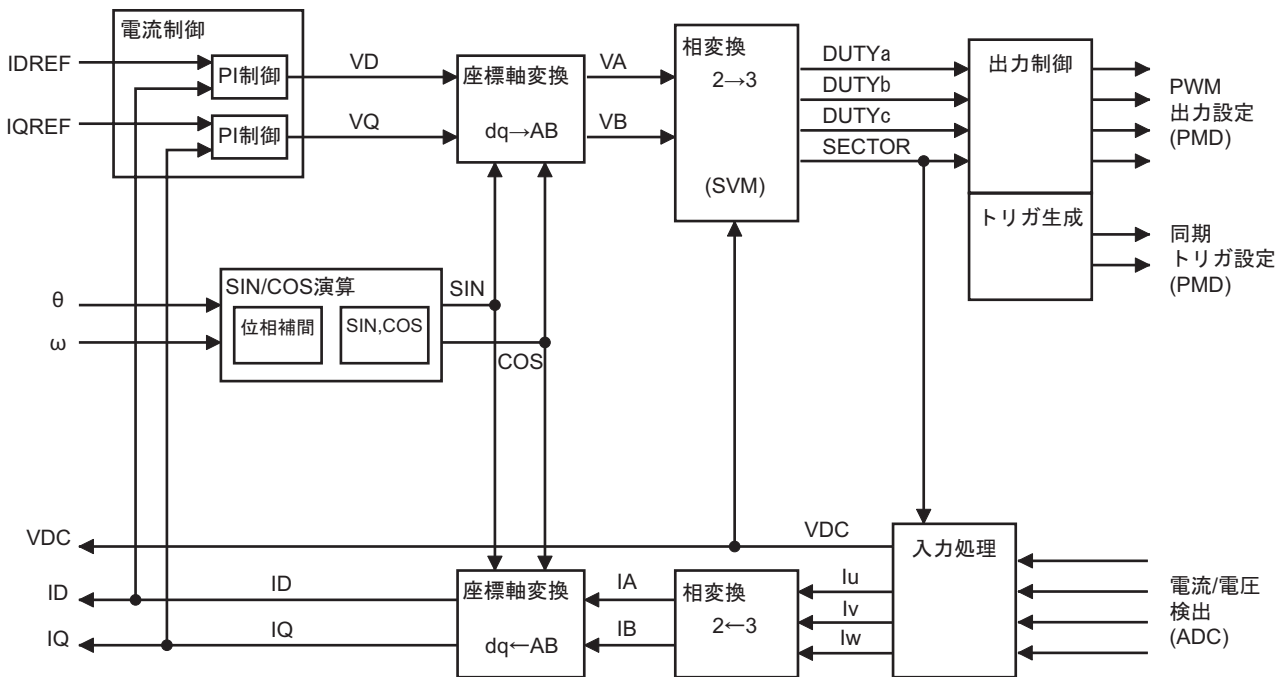 電流制御
IDREF
PI制御
VD
IQREF
PI制御
VQ
座標軸変換
dq→AB
VA
VB
相変換
2→3
(SVM)
DUTYa
DUTYb
DUTYc
SECTOR
出力制御
PWM
出力設定
(PMD)
トリガ生成
同期
トリガ設定
(PMD)
θ
ω
SIN/COS演算
位相補間
SIN,COS
SIN
COS
VDC
VDC
入力処理
ID
ID
IQ
IQ
座標軸変換
dq←AB
IA
IB
相変換
2←3
Iu
Iv
Iw
電流/電圧
検出
(ADC)